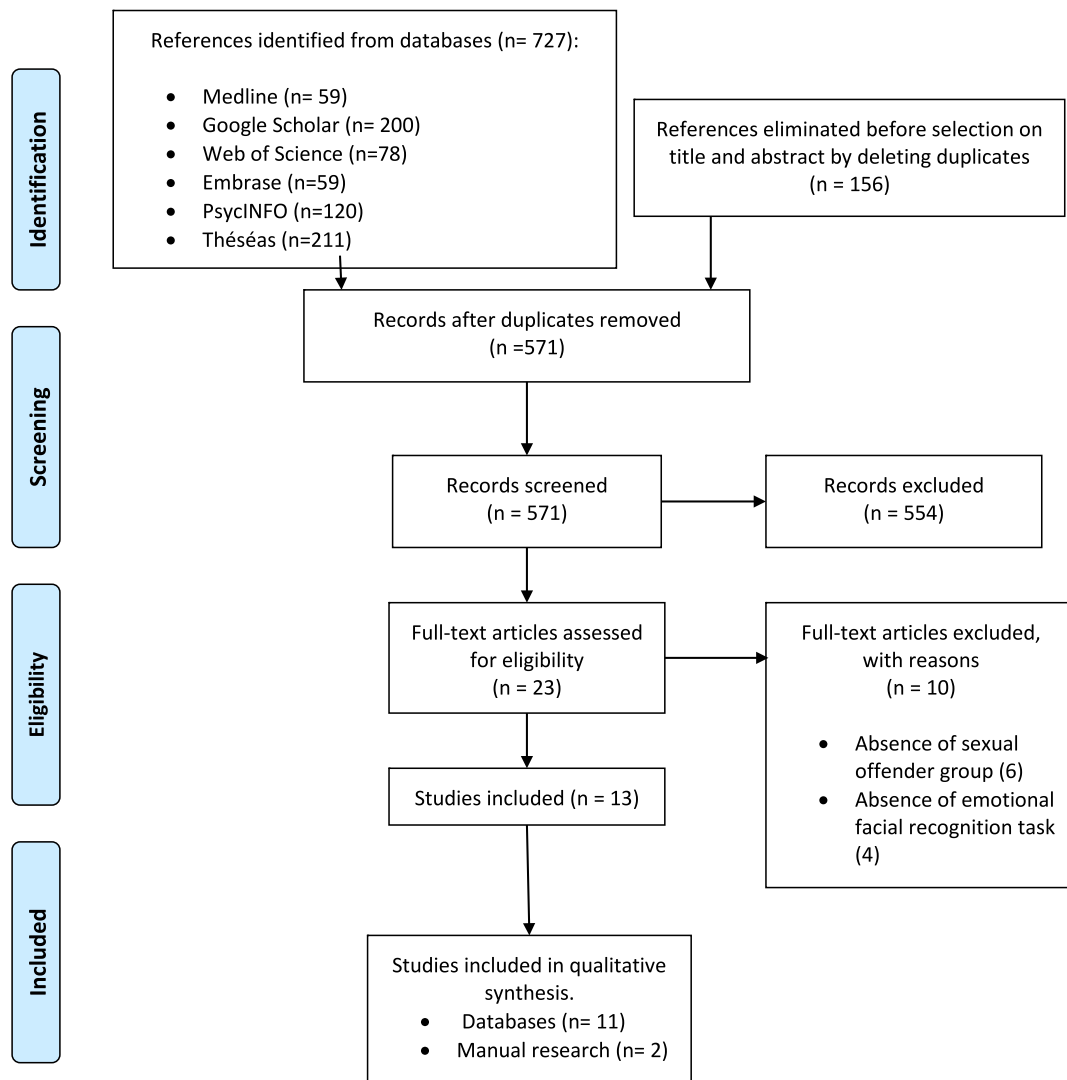 References identified from databases (n= 727):
• Medline (n= 59)
• Google Scholar (n= 200)
• Web of Science (n=78)
• Embrase (n=59)
• PsycINFO (n=120)
• Théséas (n=211)
References eliminated before selection on
title and abstract by deleting duplicates
(n = 156)
Identification
Records after duplicates removed
(n =571)
Screening
Records screened
(n = 571)
Records excluded
(n = 554)
Eligibility
Full-text articles assessed
for eligibility
(n = 23)
Full-text articles excluded,
with reasons
(n = 10)
• Absence of sexual
offender group (6)
• Absence of emotional
facial recognition task
(4)
Studies included (n = 13)
Included
Studies included in qualitative
synthesis.
• Databases (n= 11)
• Manual research (n= 2)